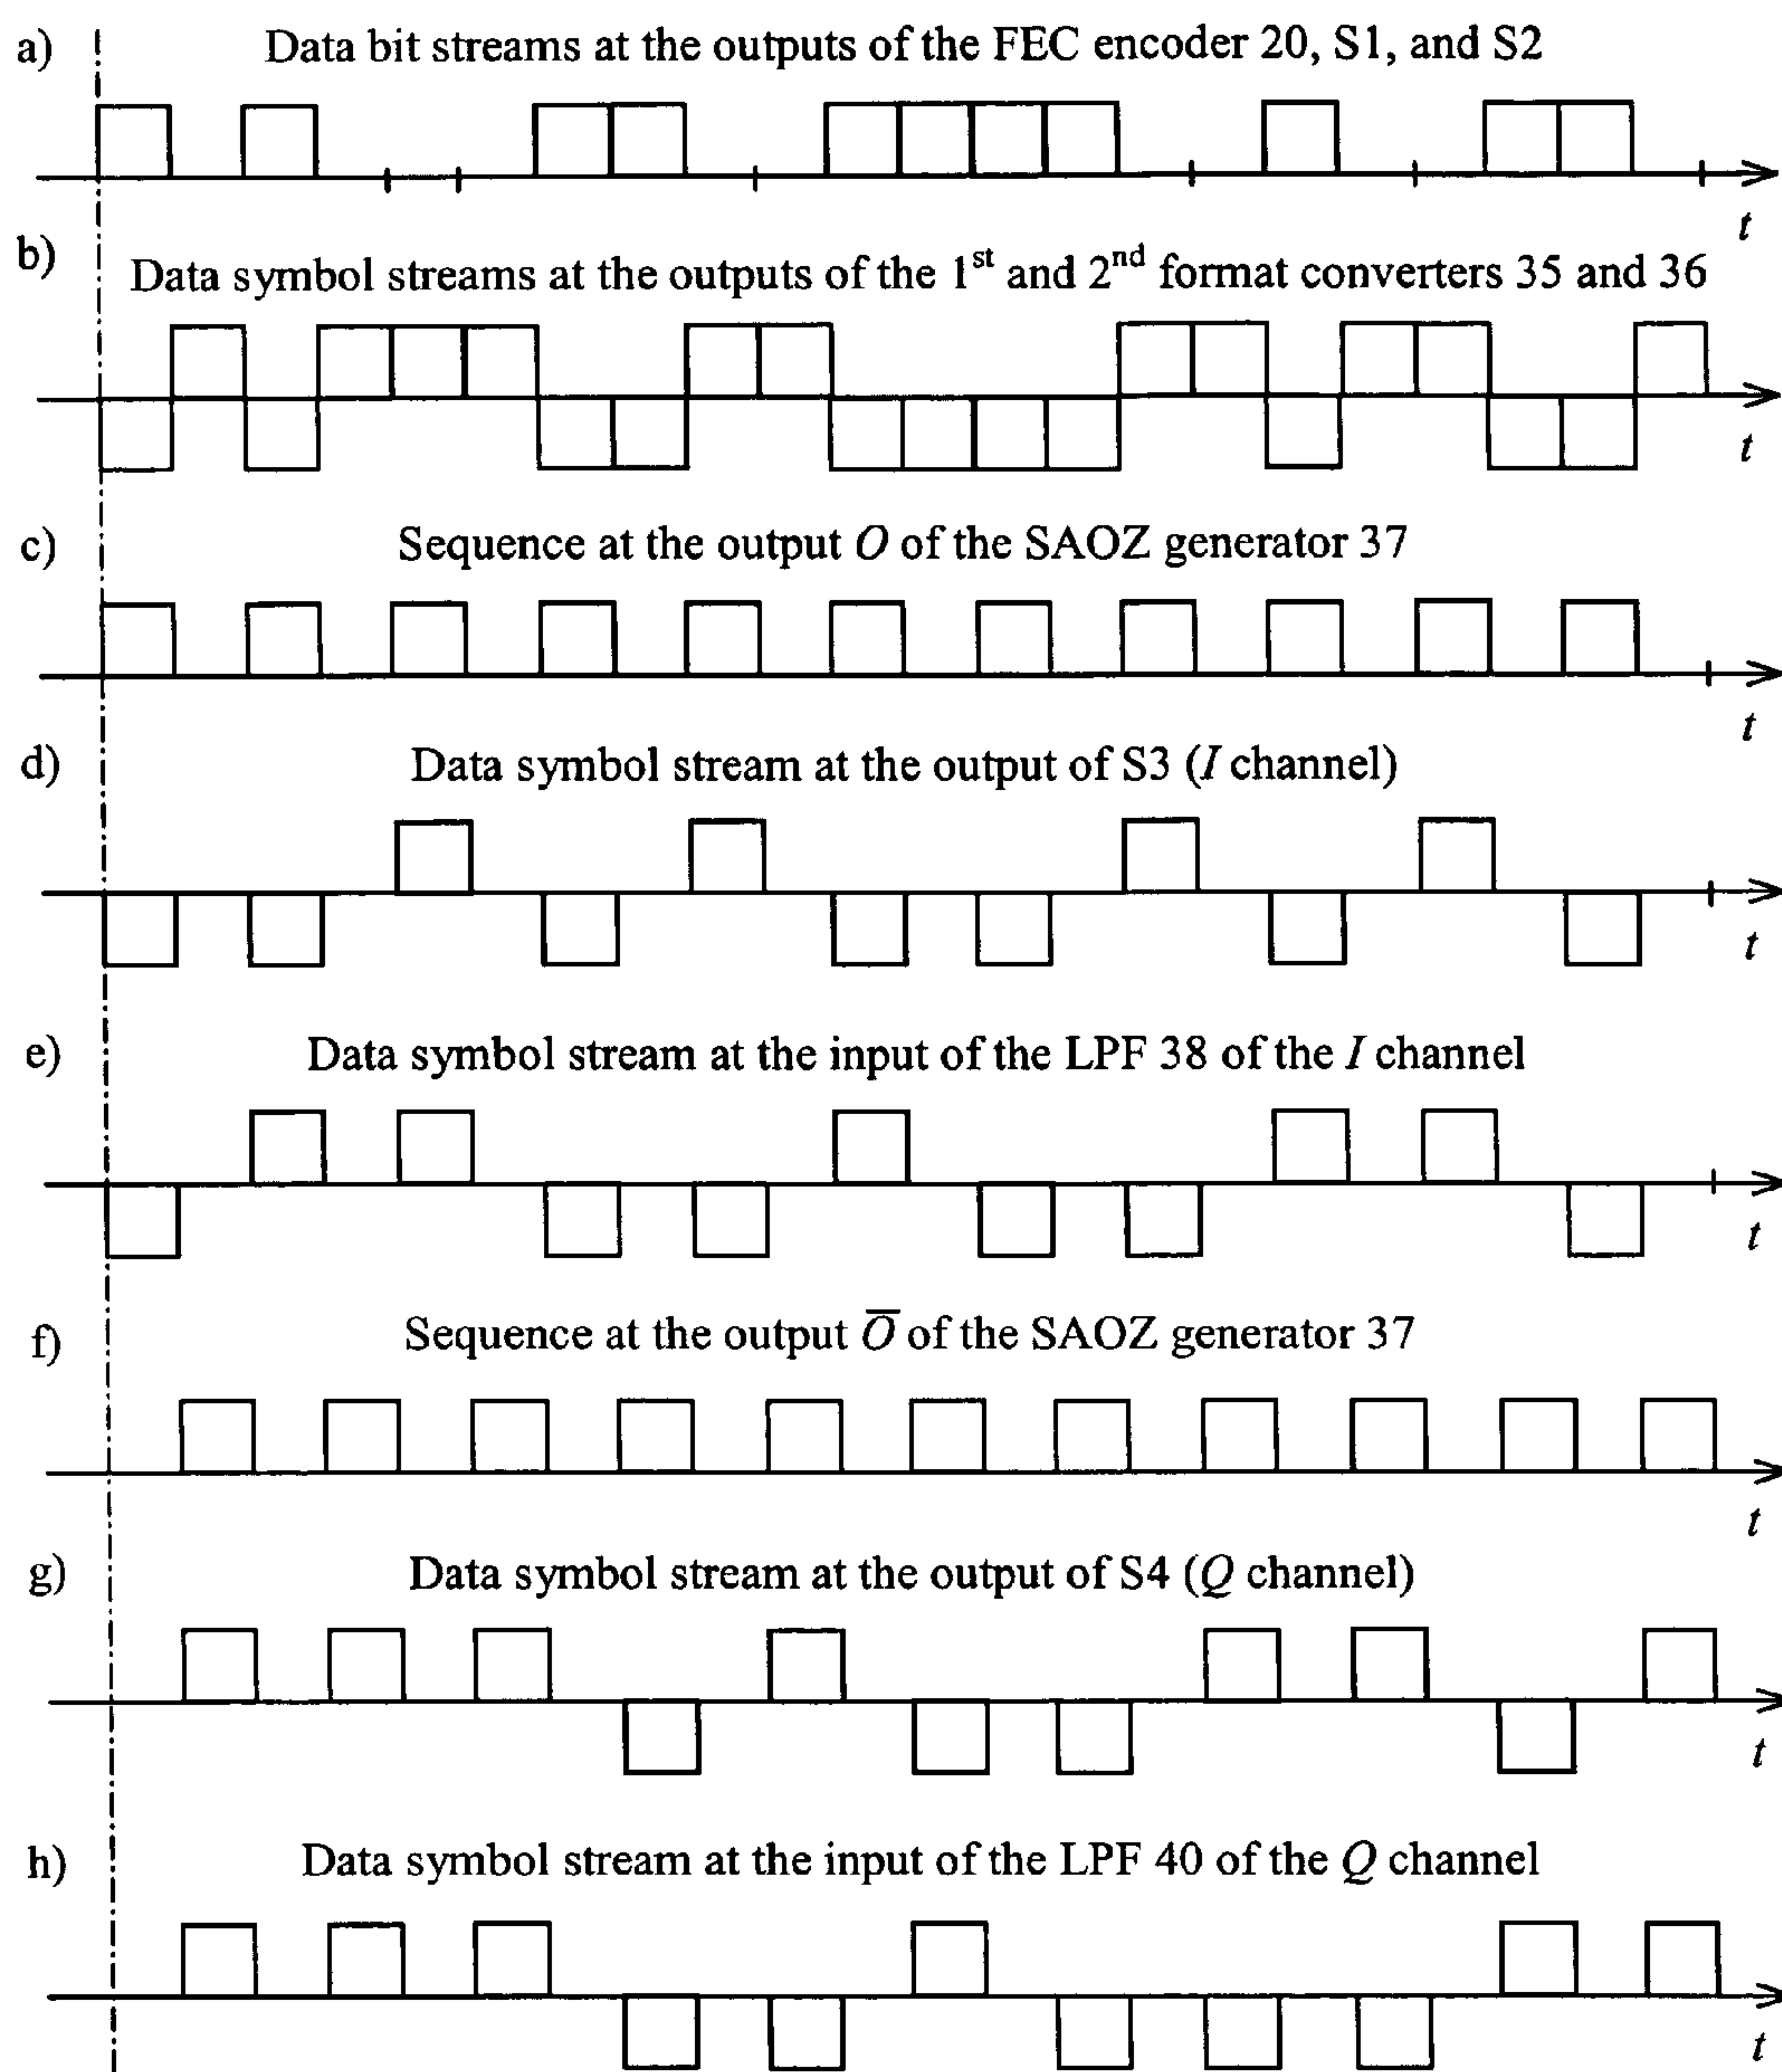 a)
Data bit streams at the outputs of the FEC encoder 20, S1, and S2
t
b)
Data symbol streams at the outputs of the 1st and 2nd format converters 35 and 36
t
c)
Sequence at the output O of the SAOZ generator 37
t
d)
Data symbol stream at the output of S3 (I channel)
t
e)
Data symbol stream at the input of the LPF 38 of the I channel
t
f)
Sequence at the output O̅ of the SAOZ generator 37
t
g)
Data symbol stream at the output of S4 (Q channel)
t
h)
Data symbol stream at the input of the LPF 40 of the Q channel
t